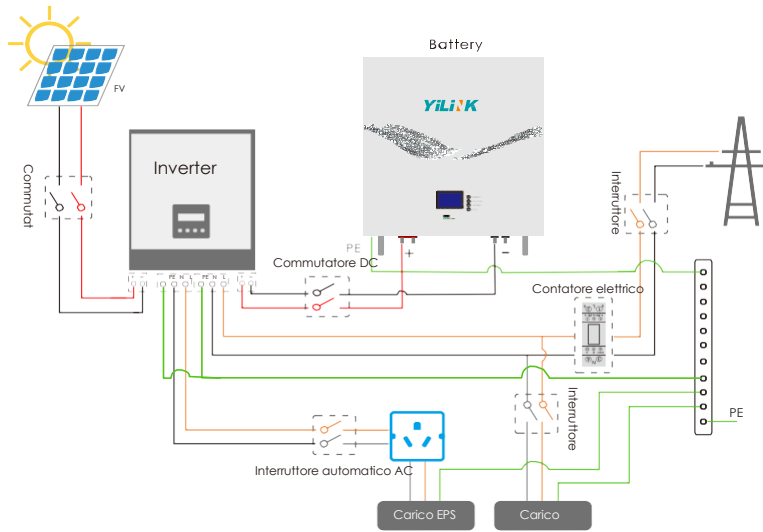 Battery
FV
YiLiNK
Inverter
Commutat
Interruttore
PE
+
−
Commutatore DC
PE N L
PE N L
Contatore elettrico
Interruttore
PE
Interruttore automatico AC
Carico EPS
Carico